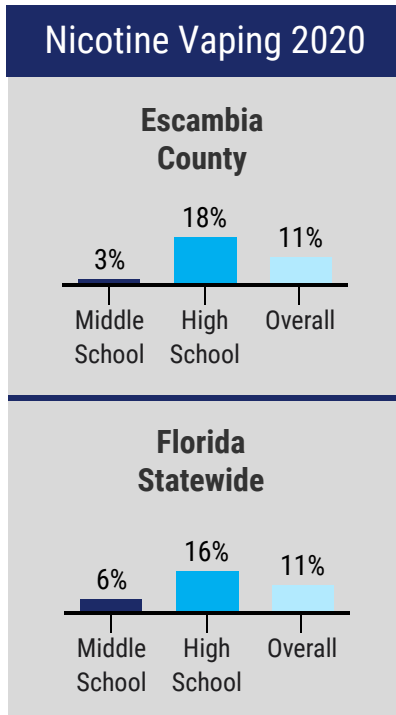 Nicotine Vaping 2020
Escambia
County
18%
11%
3%
Middle
School
High
School
Overall
Florida
Statewide
16%
11%
6%
Middle
School
High
School
Overall